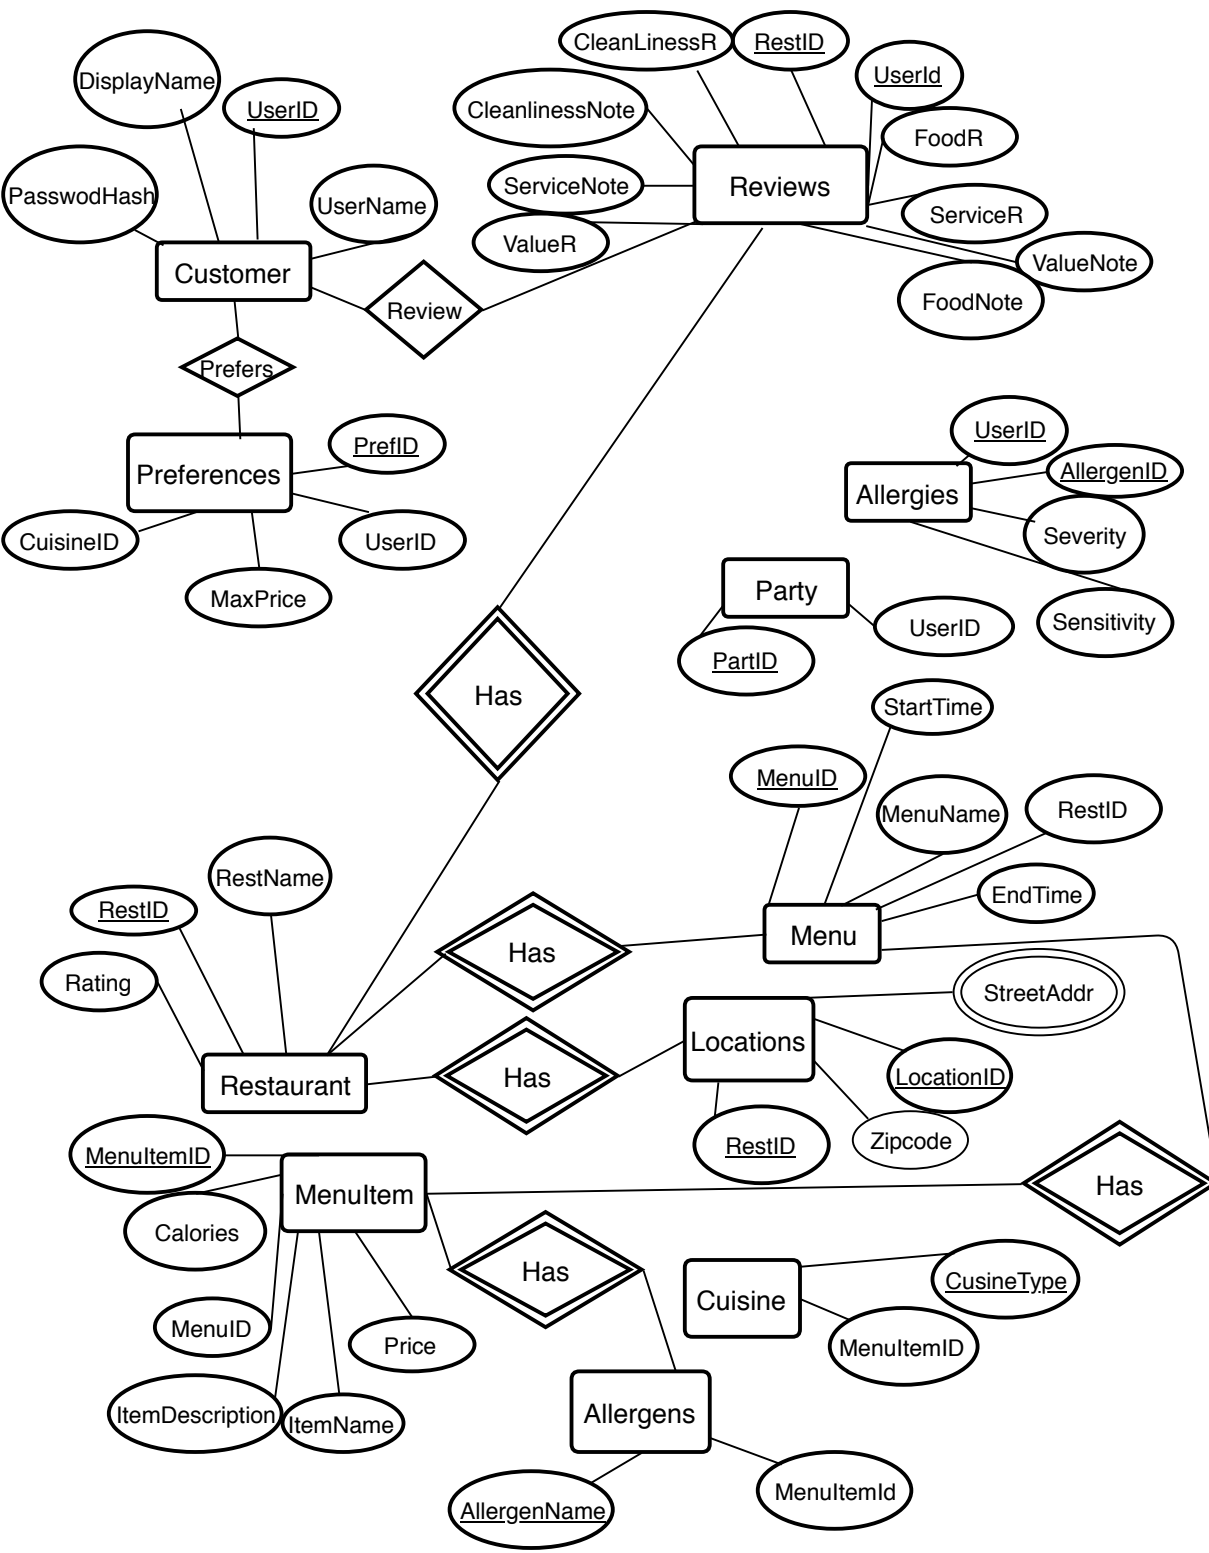 CleanLinessR
RestID
UserId
DisplayName
UserID
CleanlinessNote
FoodR
PasswodHash
UserName
ServiceNote
Reviews
ServiceR
ValueR
ValueNote
Customer
Review
FoodNote
Prefers
PrefID
Preferences
CuisineID
UserID
MaxPrice
UserID
AllergenID
Allergies
Severity
Sensitivity
Party
UserID
PartID
Has
StartTime
MenuID
MenuName
RestID
EndTime
Menu
RestName
RestID
Rating
Has
StreetAddr
Locations
LocationID
Zipcode
RestID
Has
Restaurant
MenuItemID
MenuItem
Has
Calories
Has
MenuID
Price
ItemDescription
ItemName
Cuisine
CusineType
MenuItemID
Allergens
AllergenName
MenuItemId